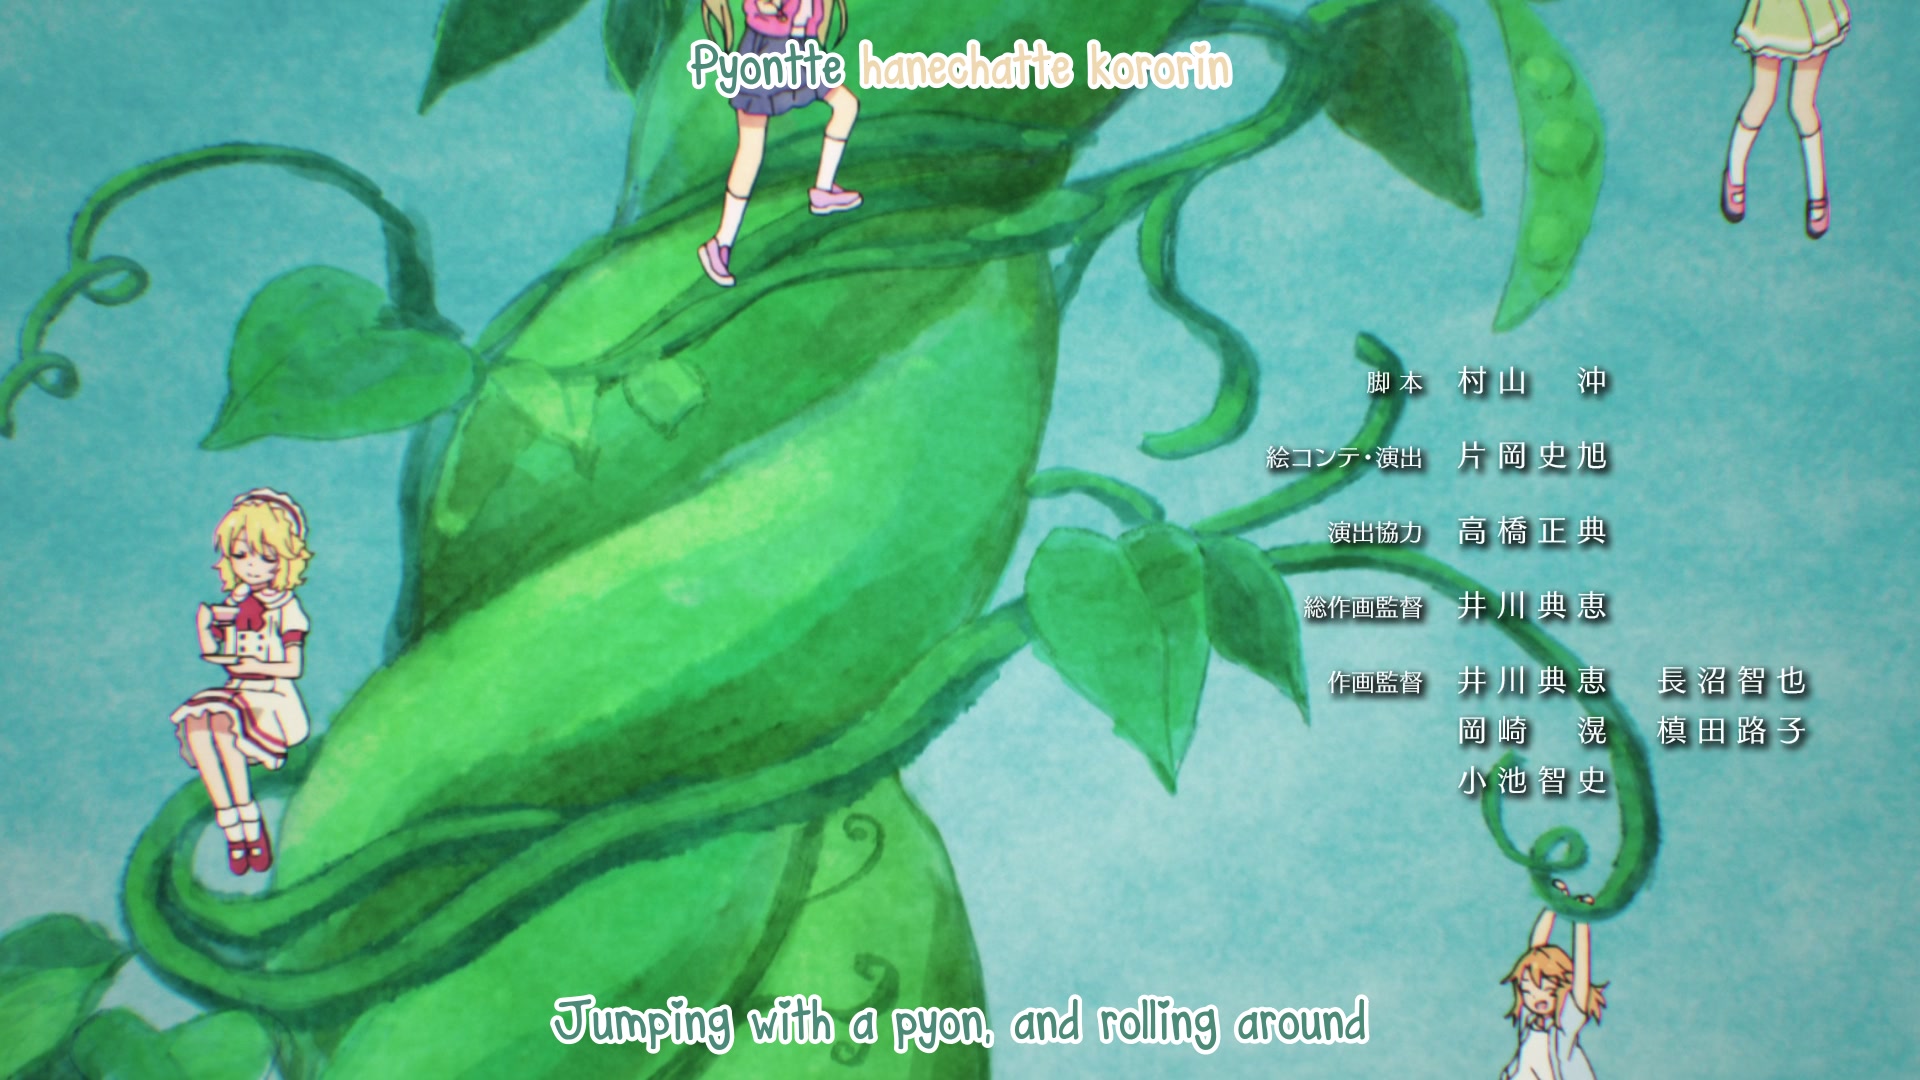 Pyontte hanechatte kororin
脚本 村山 沖
絵コンテ・演出 片岡史旭
演出協力 高橋正典
総作画監督 井川典恵
作画監督 井川典恵 長沼智也
岡崎 滉 槙田路子
小池智史
Jumping with a pyon, and rolling around